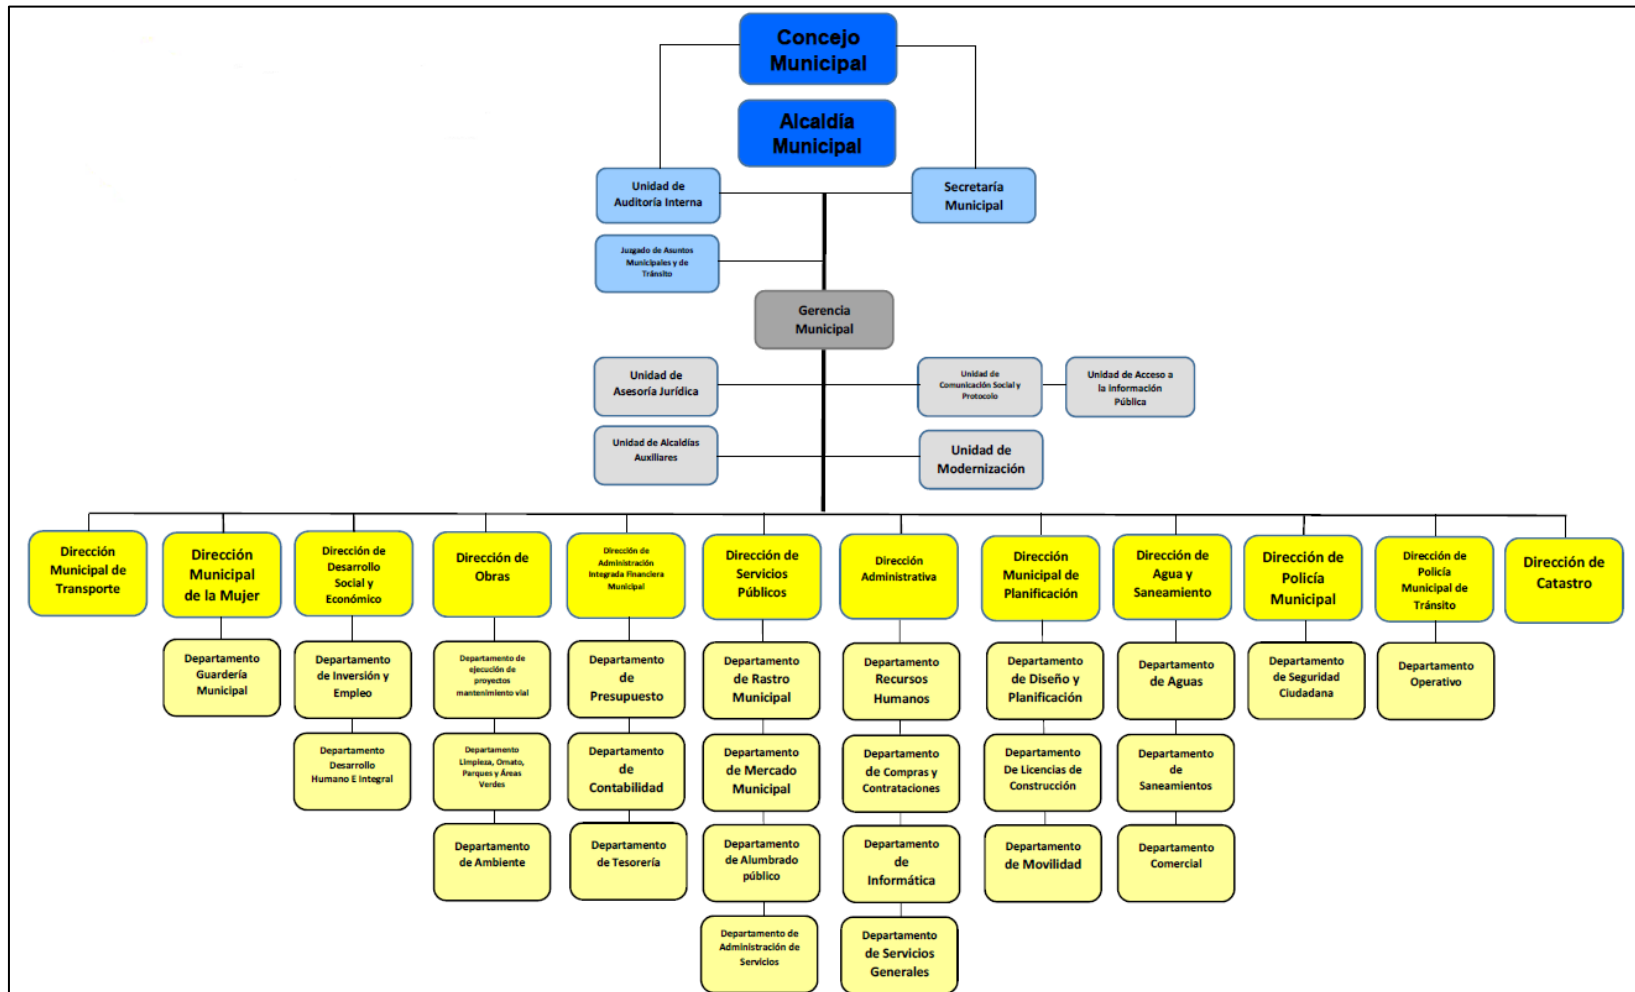 Concejo
Municipal
Alcaldía
Municipal
Unidad de
Auditoría Interna
Secretaría
Municipal
Juzgado de Asuntos
Municipales y de
Tránsito
Gerencia
Municipal
Unidad de
Asesoría Jurídica
Unidad de
Comunicación Social y
Protocolo
Unidad de Acceso a
la Información
Pública
Unidad de Alcaldías
Auxiliares
Unidad de
Modernización
Dirección
Municipal de
Transporte
Dirección
Municipal
de la Mujer
Dirección de
Desarrollo
Social y
Económico
Dirección de
Obras
Dirección de
Administración
Integrada Financiera
Municipal
Dirección de
Servicios
Públicos
Dirección
Administrativa
Dirección
Municipal de
Planificación
Dirección de
Agua y
Saneamiento
Dirección de
Policía
Municipal
Dirección de
Policía
Municipal de
Tránsito
Dirección de
Catastro
Departamento
Guardería
Municipal
Departamento
de Inversión y
Empleo
Departamento de
ejecución de
proyectos
mantenimiento vial
Departamento
de
Presupuesto
Departamento
de Rastro
Municipal
Departamento
Recursos
Humanos
Departamento
de Diseño y
Planificación
Departamento
de Aguas
Departamento
de Seguridad
Ciudadana
Departamento
Operativo
Departamento
Desarrollo
Humano E Integral
Departamento
Limpieza, Ornato,
Parques y Áreas
Verdes
Departamento
de
Contabilidad
Departamento
de Mercado
Municipal
Departamento
de Compras y
Contrataciones
Departamento
De Licencias de
Construcción
Departamento
de
Saneamientos
Departamento
de Ambiente
Departamento
de Tesorería
Departamento
de Alumbrado
público
Departamento
de
Informática
Departamento
de Movilidad
Departamento
Comercial
Departamento de
Administración de
Servicios
Departamento
de Servicios
Generales